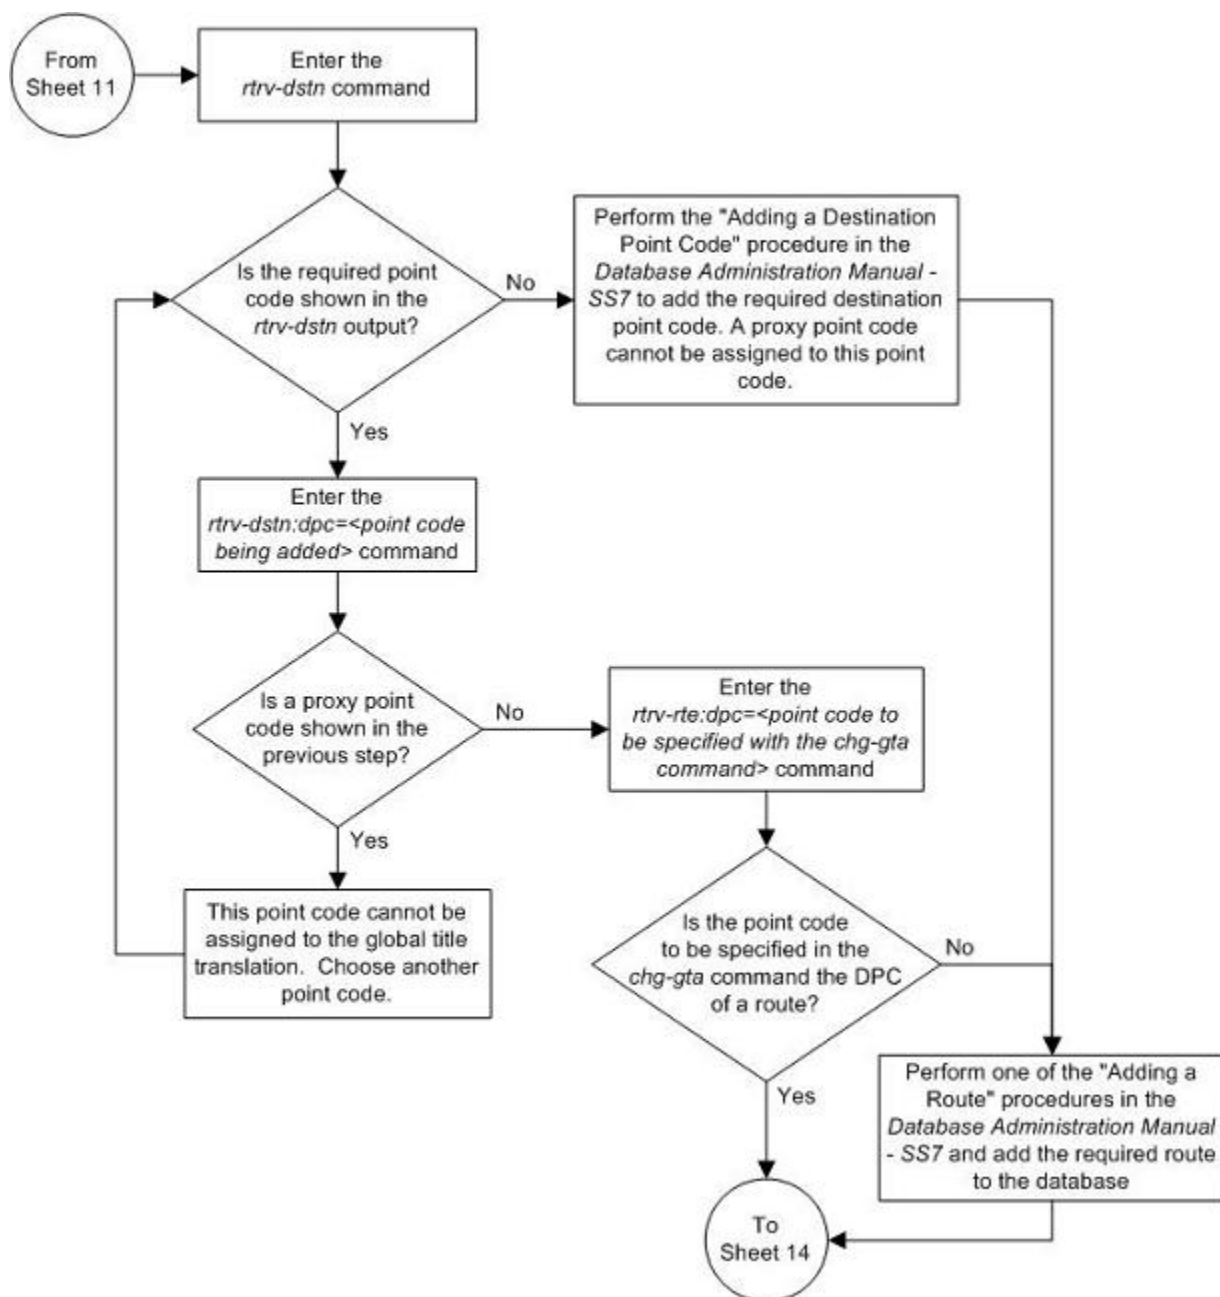 From
Sheet 11
Enter the
rtrv-dstn command
Is the required point
code shown in the
rtrv-dstn output?
No
Perform the "Adding a Destination
Point Code" procedure in the
Database Administration Manual -
SS7 to add the required destination
point code. A proxy point code
cannot be assigned to this point
code.
Yes
Enter the
rtrv-dstn:dpc=<point code
being added> command
Is a proxy point
code shown in the
previous step?
No
Enter the
rtrv-rte:dpc=<point code to
be specified with the chg-gta
command> command
Yes
This point code cannot be
assigned to the global title
translation. Choose another
point code.
Is the point code
to be specified in the
chg-gta command the DPC
of a route?
No
Yes
Perform one of the "Adding a
Route" procedures in the
Database Administration Manual
- SS7 and add the required route
to the database
To
Sheet 14